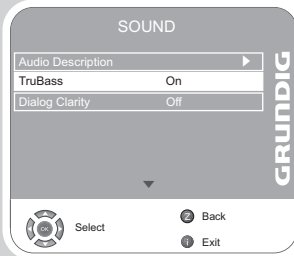 SOUND
Audio Description
TruBass On
Dialog Clarity Off
GRUNDIG
OK
Select
Z Back
i Exit